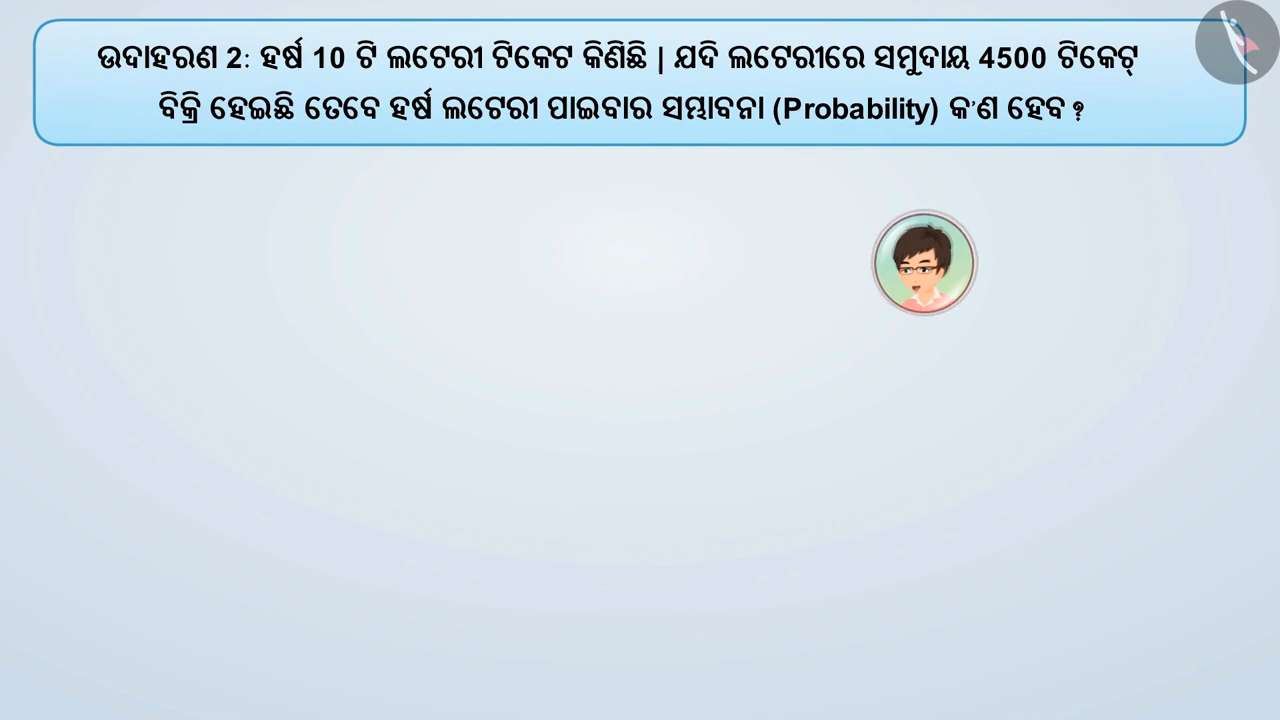 ଉଦାହରଣ 2: ହର୍ଷ 10 ଟି ଲଟେରୀ ଟିକେଟ କିଣିଛି | ଯଦି ଲଟେରୀରେ ସମୁଦାୟ 4500 ଟିକେଟ୍
ବିକ୍ରି ହେଇଛି ତେବେ ହର୍ଷ ଲଟେରୀ ପାଇବାର ସମ୍ଭାବନା (Probability) କ'ଣ ହେବ ?